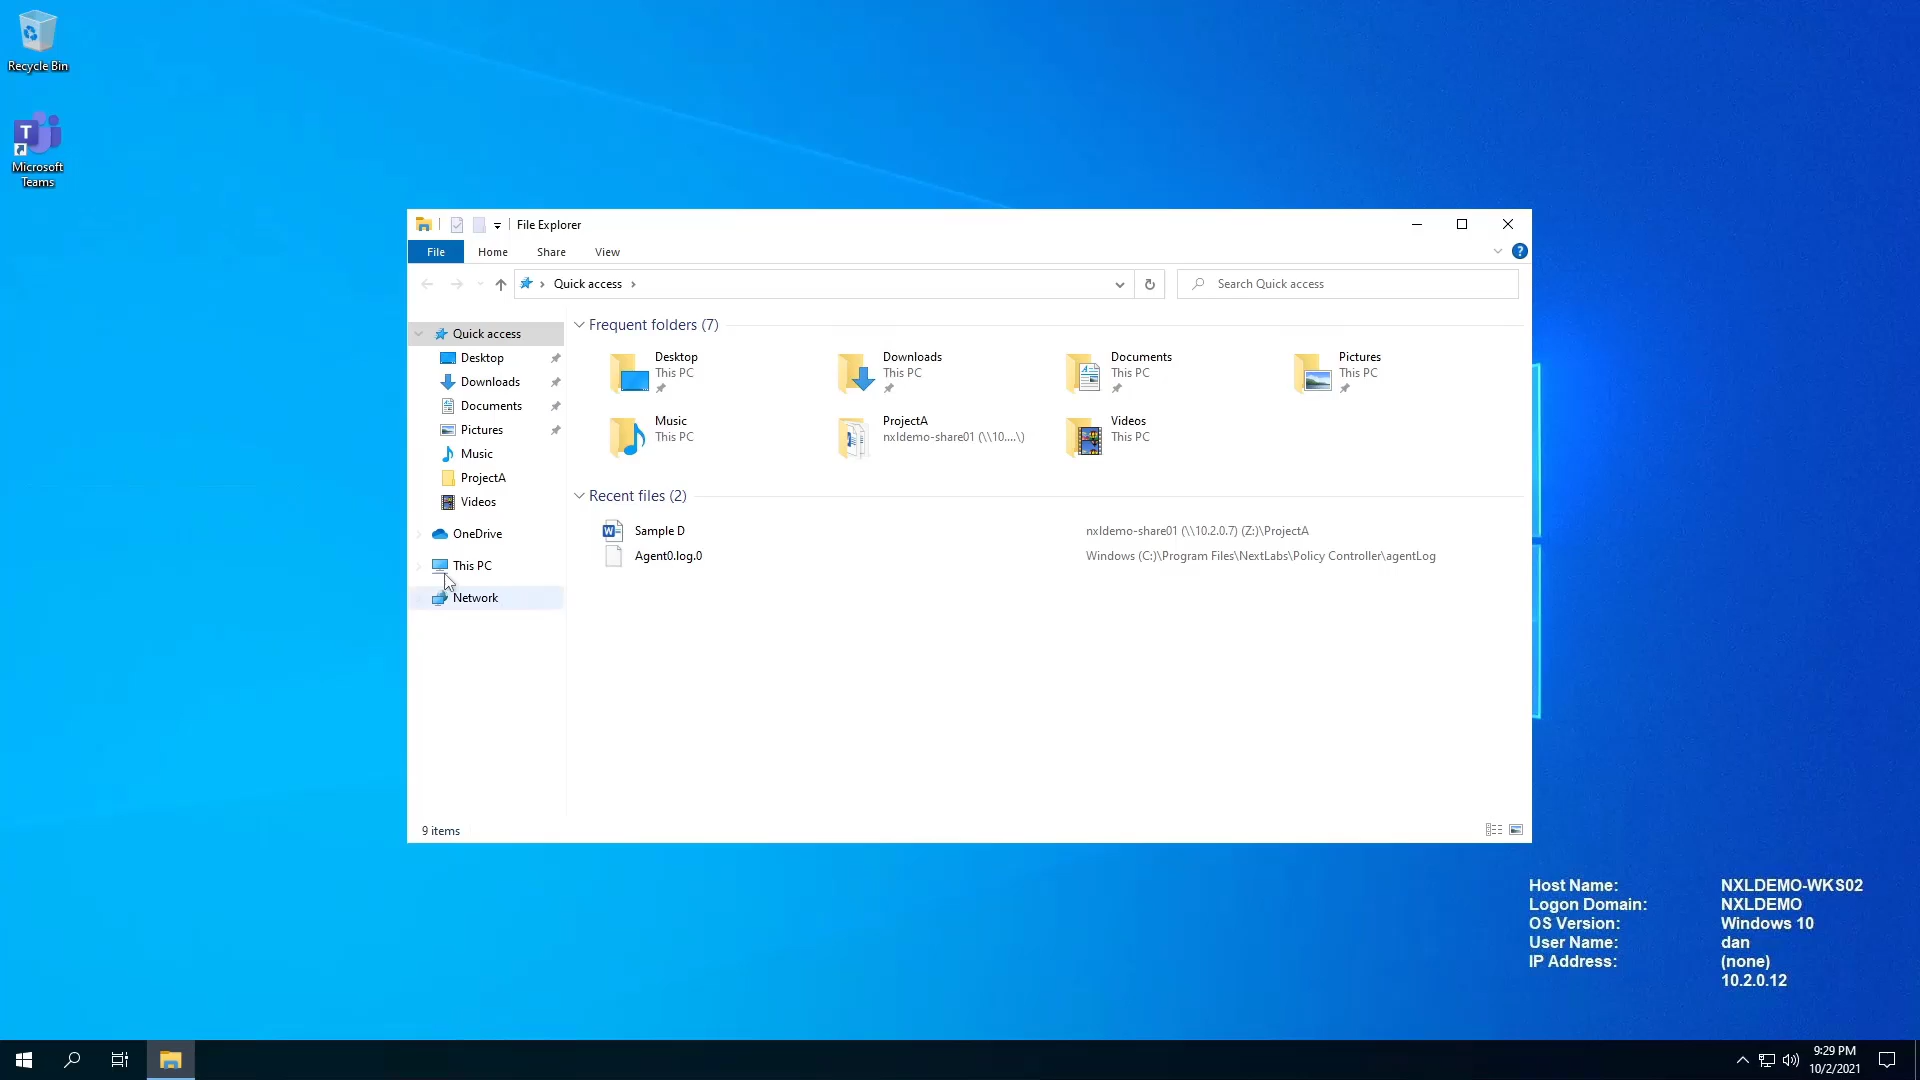 Recycle Bin
Microsoft
Teams
File Explorer
File
Home
Share
View
Quick access
Search Quick access
Quick access
Desktop
Downloads
Documents
Pictures
Music
ProjectA
Videos
OneDrive
This PC
Network
Frequent folders (7)
Desktop
This PC
Downloads
This PC
Documents
This PC
Pictures
This PC
Music
This PC
ProjectA
nxldemo-share01 (\\10....\)
Videos
This PC
Recent files (2)
Sample D
nxldemo-share01 (\\10.2.0.7) (Z:)\ProjectA
Agent0.log.0
Windows (C:)\Program Files\NextLabs\Policy Controller\agentLog
9 items
Host Name: NXLDEMO-WKS02
Logon Domain: NXLDEMO
OS Version: Windows 10
User Name: dan
IP Address: (none)
10.2.0.12
9:29 PM
10/2/2021